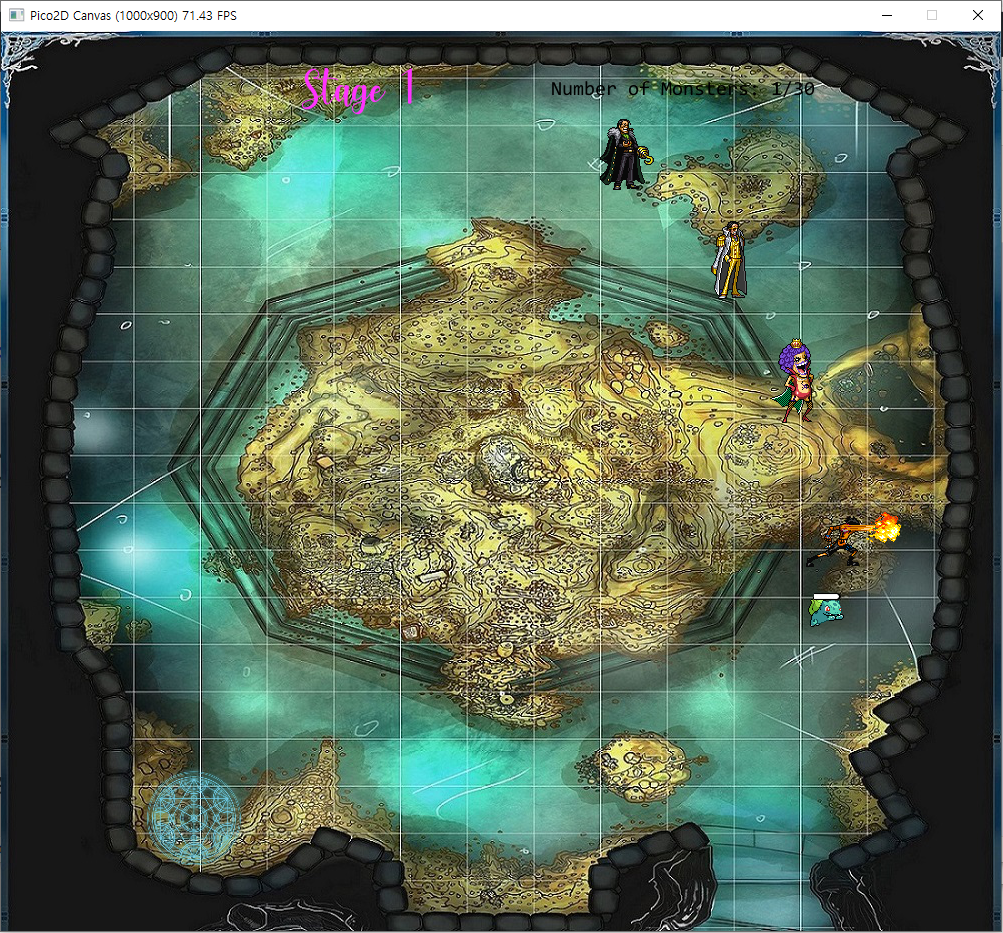 Pico2D Canvas (1000x900) 71.43 FPS
Stage 1
Number of Monsters: 1/30